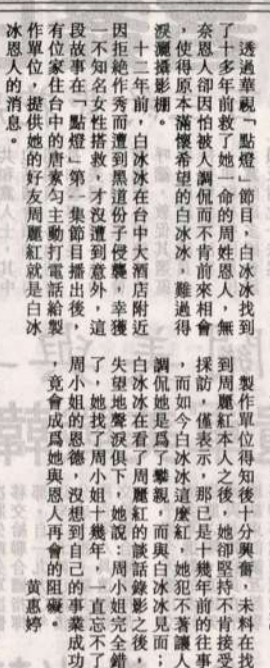 透過華視「點燈」節目，白冰冰找到
了十多年前救了她一命的周姓恩人，無
奈恩人卻因怕被人調侃而不肯前來相會
，使得原本滿懷希望的白冰冰，難過得
淚灑攝影棚。
十二年前，白冰冰在台中大酒店附近
因拒絕作秀而遭到黑道份子侵襲，幸獲
一不知名女性搭救，才沒遭到意外，這
段故事在「點燈」第一集節目播出後，
有位家住台中的唐素勻主動打電話給製
作單位，提供她的好友周麗紅就是白冰
冰恩人的消息。
製作單位得知後十分興奮，未料在找
到周麗紅本人之後，她卻堅持不肯接受
採訪，僅表示，那已是十幾年前的往事
，而如今白冰冰這麼紅，她犯不著讓人
調侃她是爲了攀親，而與白冰冰見面；
白冰冰在看了周麗紅的談話錄影之後，
失望地聲淚俱下，她說：周小姐完全錯
了，她找了周小姐十幾年，一直忘不了
周小姐的恩德，沒想到自己的事業成功
，竟會成爲她與恩人再會的阻礙。 黃惠婷